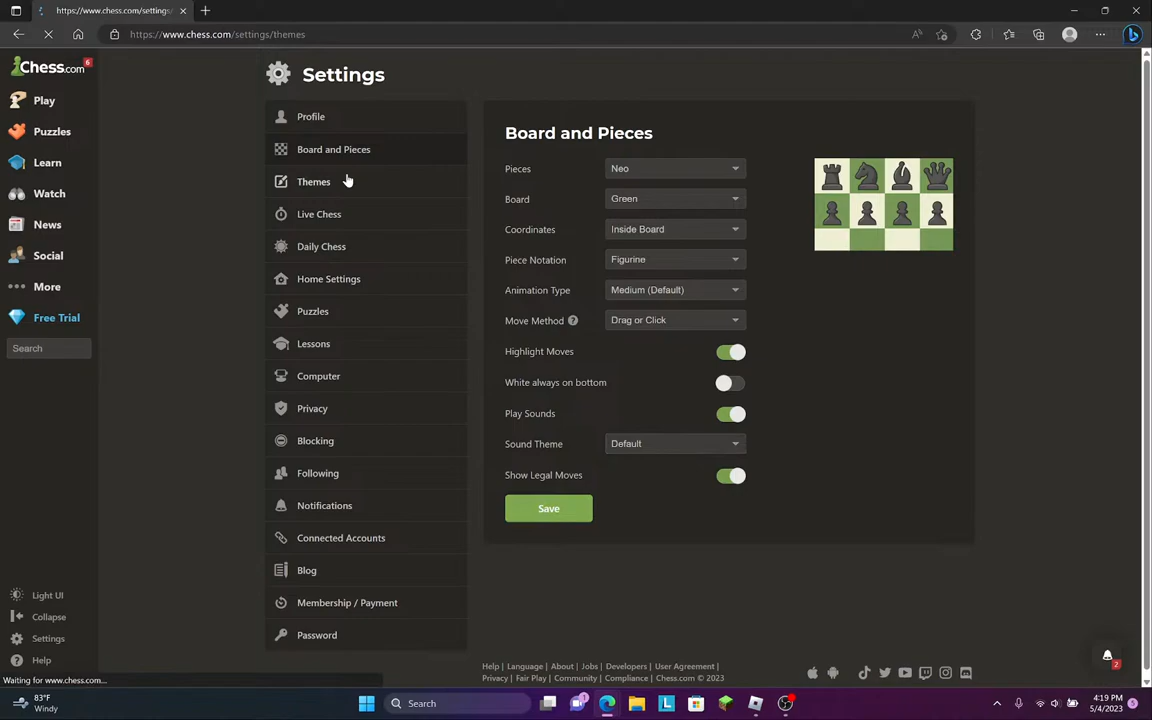 https://www.chess.com/settings/
https://www.chess.com/settings/themes
Chess.com
6
Play
Puzzles
Learn
Watch
News
Social
More
Free Trial
Search
Light UI
Collapse
Settings
Help
Settings
Profile
Board and Pieces
Themes
Live Chess
Daily Chess
Home Settings
Puzzles
Lessons
Computer
Privacy
Blocking
Following
Notifications
Connected Accounts
Blog
Membership / Payment
Password
Board and Pieces
Pieces Neo
Board Green
Coordinates Inside Board
Piece Notation Figurine
Animation Type Medium (Default)
Move Method ? Drag or Click
Highlight Moves
White always on bottom
Play Sounds
Sound Theme Default
Show Legal Moves
Save
Help | Language | About | Jobs | Developers | User Agreement |
Privacy | Fair Play | Community | Compliance | Chess.com © 2023
2
Waiting for www.chess.com...
83°F
Windy
Search
1
4:19 PM
5/4/2023
5